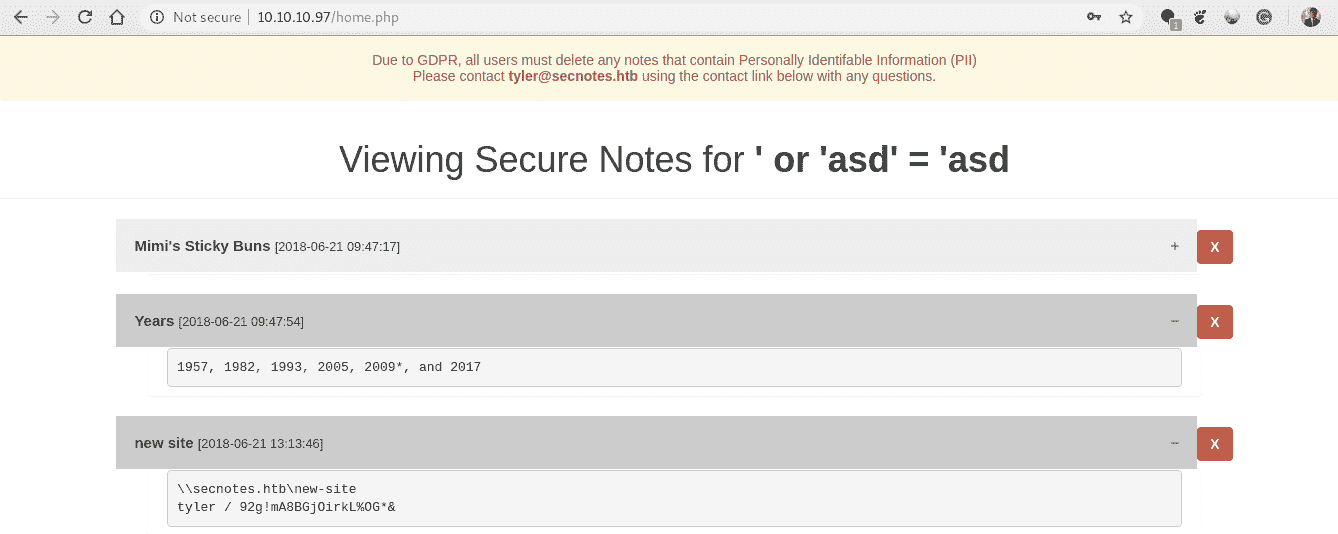 Not secure | 10.10.10.97/home.php
1
Due to GDPR, all users must delete any notes that contain Personally Identifable Information (PII)
Please contact tyler@secnotes.htb using the contact link below with any questions.
Viewing Secure Notes for ' or 'asd' = 'asd
Mimi's Sticky Buns [2018-06-21 09:47:17] + X
Years [2018-06-21 09:47:54] − X
1957, 1982, 1993, 2005, 2009*, and 2017
new site [2018-06-21 13:13:46] − X
\\secnotes.htb\new-site
tyler / 92g!mA8BGjOirkL%OG*&